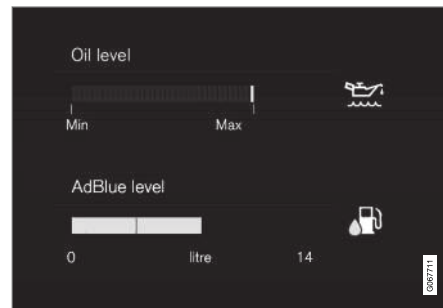 Oil level
Min Max
AdBlue level
0 litre 14
G067711